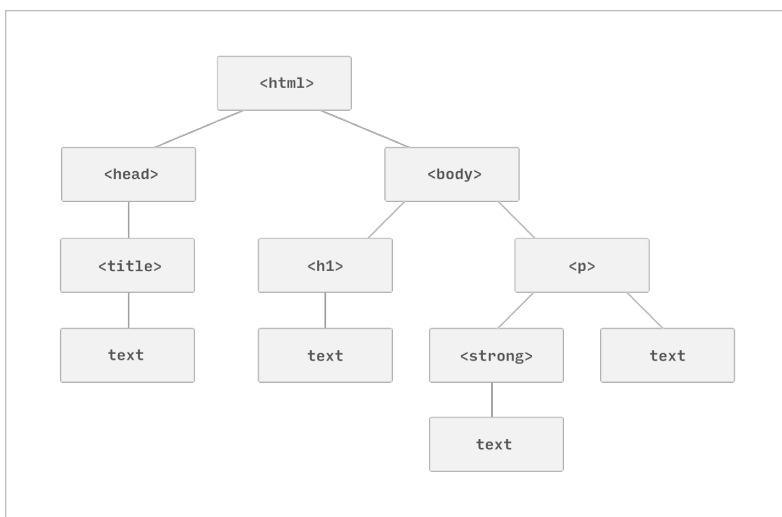 <html>
<head>
<body>
<title>
<h1>
<p>
text
text
<strong>
text
text